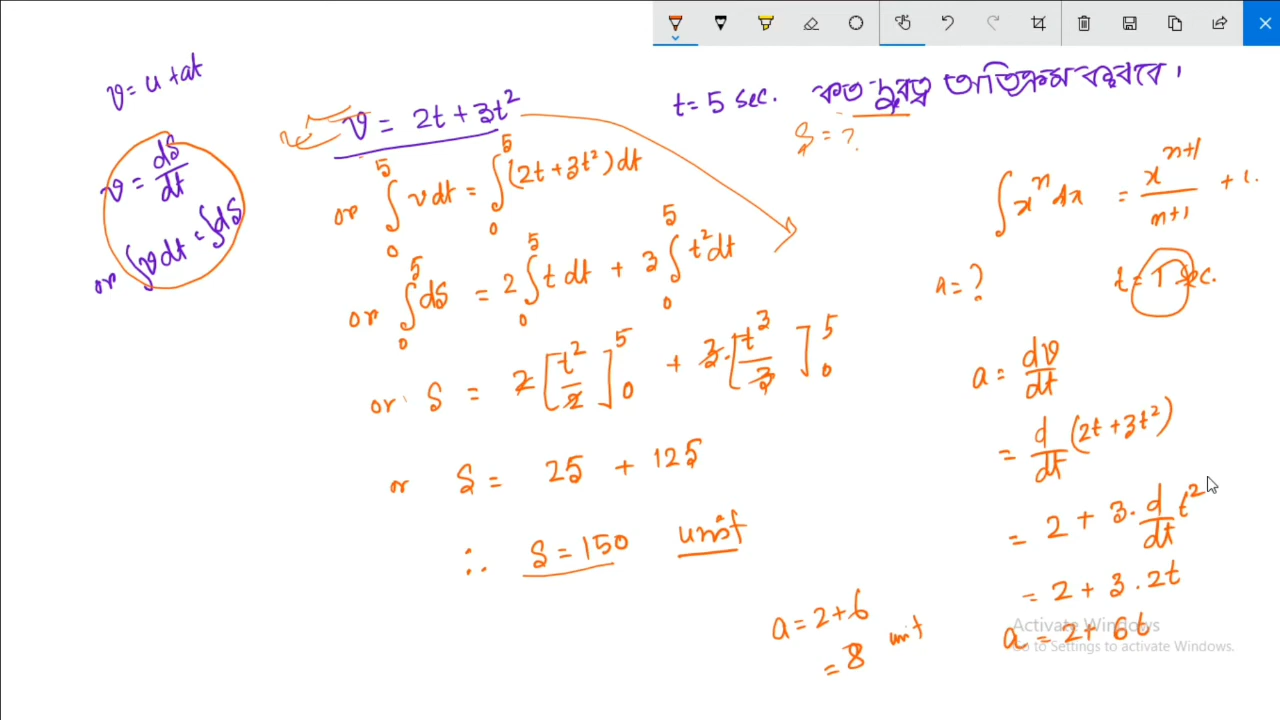 v = u + at
v = dS/dt
or ∫v dt = ∫dS
v = 2t + 3t²
t = 5 sec. কত দুরত্ব অতিক্রম করবে।
S = ?
or ∫₀⁵ v dt = ∫₀⁵ (2t + 3t²) dt
or ∫₀⁵ dS = 2 ∫₀⁵ t dt + 3 ∫₀⁵ t² dt
or S = 2 [t²/2]₀⁵ + 3 · [t³/3]₀⁵
or S = 25 + 125
∴ S = 150 unit
∫xⁿ dx = xⁿ⁺¹/n+1 + c.
a = ? t = 1 sec.
a = dv/dt
= d/dt (2t + 3t²)
= 2 + 3 · d/dt t²
= 2 + 3 · 2t
a = 2 + 6t
a = 2 + 6
= 8 unit
Activate Windows
Go to Settings to activate Windows.